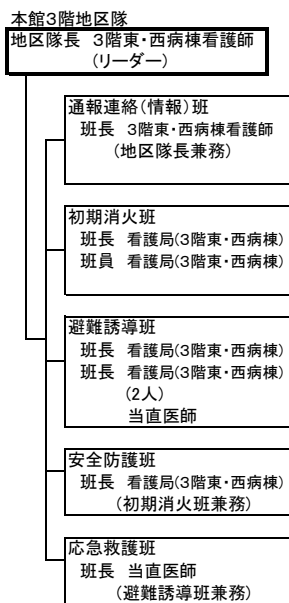 本館3階地区隊
地区隊長 3階東・西病棟看護師
(リーダー)
通報連絡(情報)班
班長 3階東・西病棟看護師
(地区隊長兼務)
初期消火班
班長 看護局(3階東・西病棟)
班員 看護局(3階東・西病棟)
避難誘導班
班長 看護局(3階東・西病棟)
班長 看護局(3階東・西病棟)
(2人)
当直医師
安全防護班
班長 看護局(3階東・西病棟)
(初期消火班兼務)
応急救護班
班長 当直医師
(避難誘導班兼務)